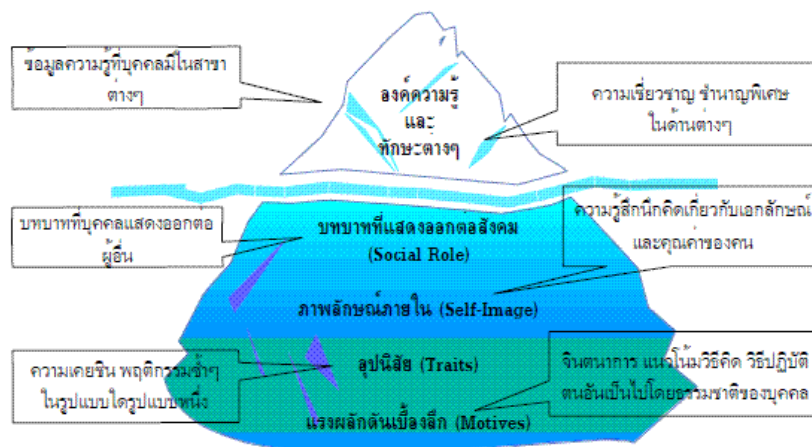 ข้อมูลความรู้ที่บุคคลมีในสาขา
ต่างๆ
องค์ความรู้
และ
ทักษะต่างๆ
ความเชี่ยวชาญ ชำนาญพิเศษ
ในด้านต่างๆ
บทบาทที่บุคคลแสดงออกต่อ
ผู้อื่น
บทบาทที่แสดงออกต่อสังคม
(Social Role)
ความรู้สึกนึกคิดเกี่ยวกับเอกลักษณ์
และคุณค่าของคน
ภาพลักษณ์ภายใน (Self-Image)
ความเคยชิน พฤติกรรมซ้ำๆ
ในรูปแบบใดรูปแบบหนึ่ง
อุปนิสัย (Traits)
จินตนาการ แนวโน้มวิธีคิด วิธีปฏิบัติ
ตนอันเป็นไปโดยธรรมชาติของบุคคล
แรงผลักดันเบื้องลึก (Motives)